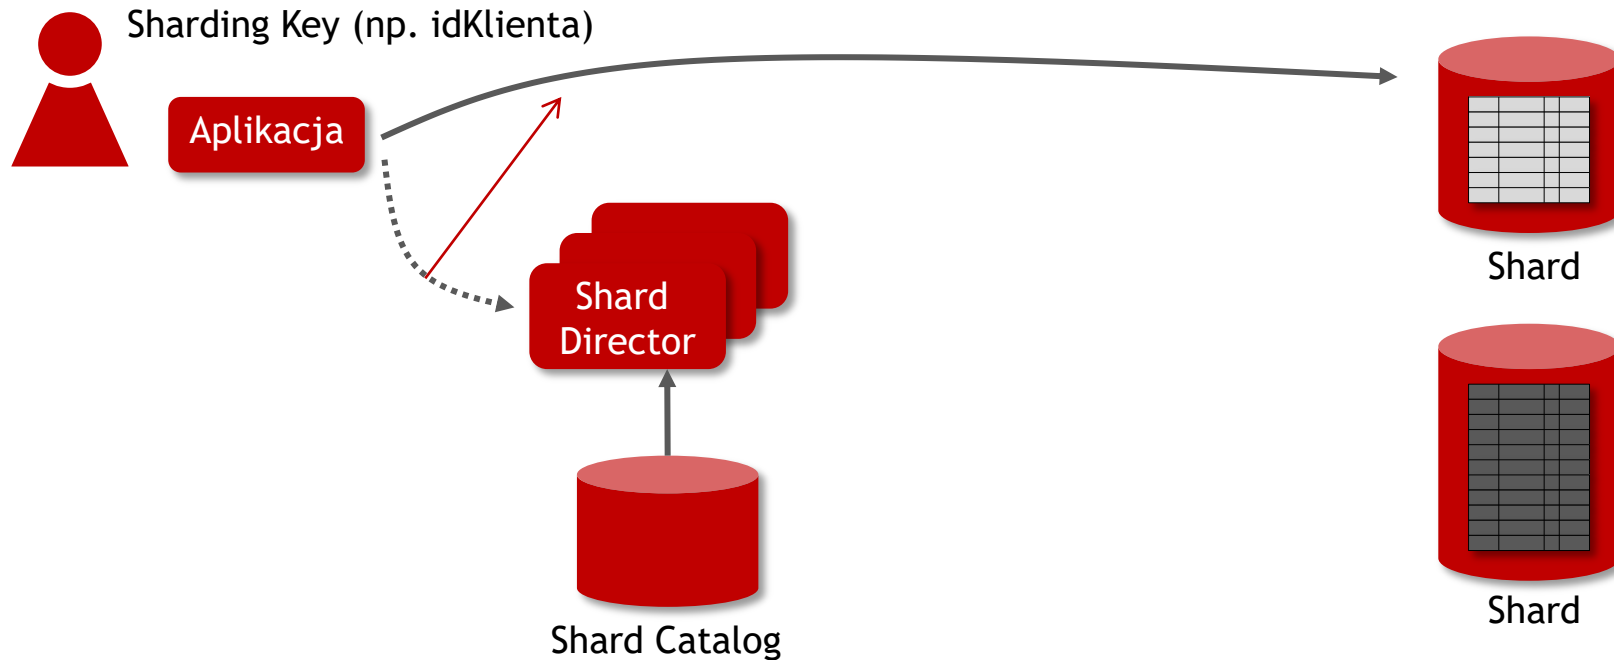 Sharding Key (np. idKlienta)
Aplikacja
Shard
Director
Shard Catalog
Shard
Shard